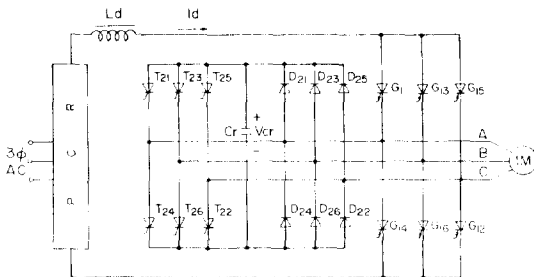 Ld
Id
T21
T23
T25
D21
D23
D25
G1
G13
G15
P C R
3ϕ
AC
Cr
+
Vcr
-
A
B
C
IM
T24
T26
T22
D24
D26
D22
G14
G16
G12